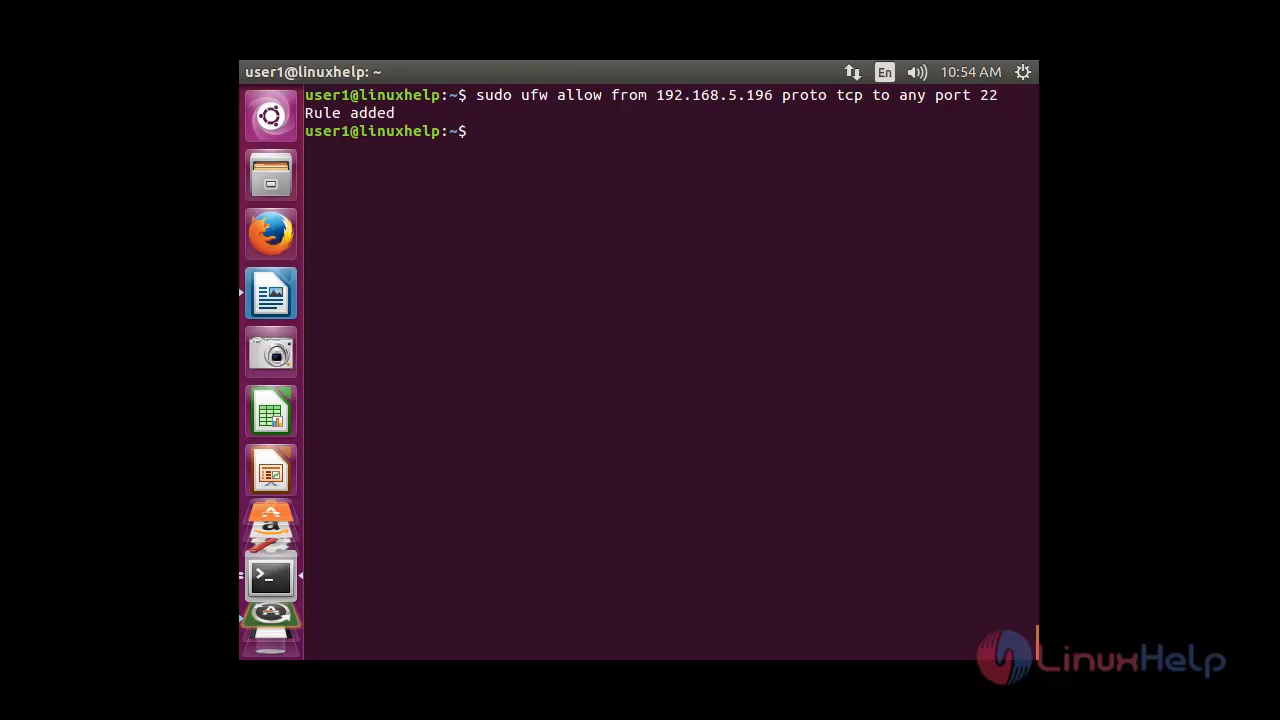 user1@linuxhelp: ~
En
10:54 AM
user1@linuxhelp:~$ sudo ufw allow from 192.168.5.196 proto tcp to any port 22
Rule added
user1@linuxhelp:~$
LinuxHelp